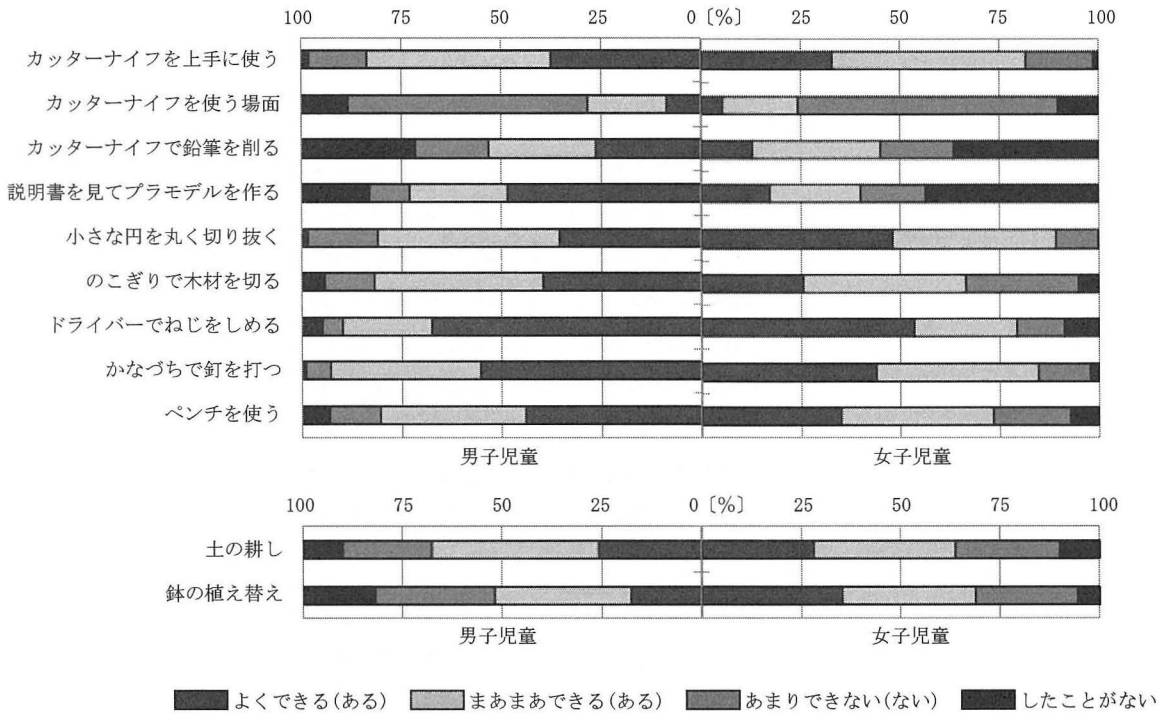 100 75 50 25 0 [%] 25 50 75 100
カッターナイフを上手に使う
カッターナイフを使う場面
カッターナイフで鉛筆を削る
説明書を見てプラモデルを作る
小さな円を丸く切り抜く
のこぎりで木材を切る
ドライバーでねじをしめる
かなづちで釘を打つ
ペンチを使う
男子児童 女子児童
100 75 50 25 0 [%] 25 50 75 100
土の耕し
鉢の植え替え
男子児童 女子児童
よくできる(ある) まあまあできる(ある) あまりできない(ない) したことがない